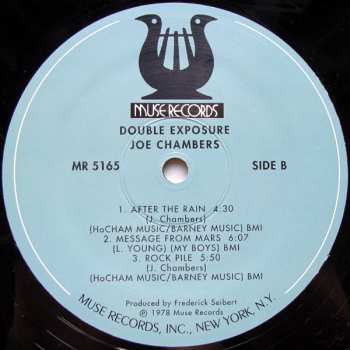 MUSE RECORDS
DOUBLE EXPOSURE
JOE CHAMBERS
MR 5165 SIDE B
1. AFTER THE RAIN 4:30
(J. Chambers)
(HoCHAM MUSIC/BARNEY MUSIC) BMI
2. MESSAGE FROM MARS 6:07
(L. YOUNG) (MY BOYS) BMI
3. ROCK PILE 5:50
(J. Chambers)
(HoCHAM MUSIC/BARNEY MUSIC) BMI
Produced by Frederick Seibert
℗ 1978 Muse Records
MUSE RECORDS, INC., NEW YORK, N.Y.